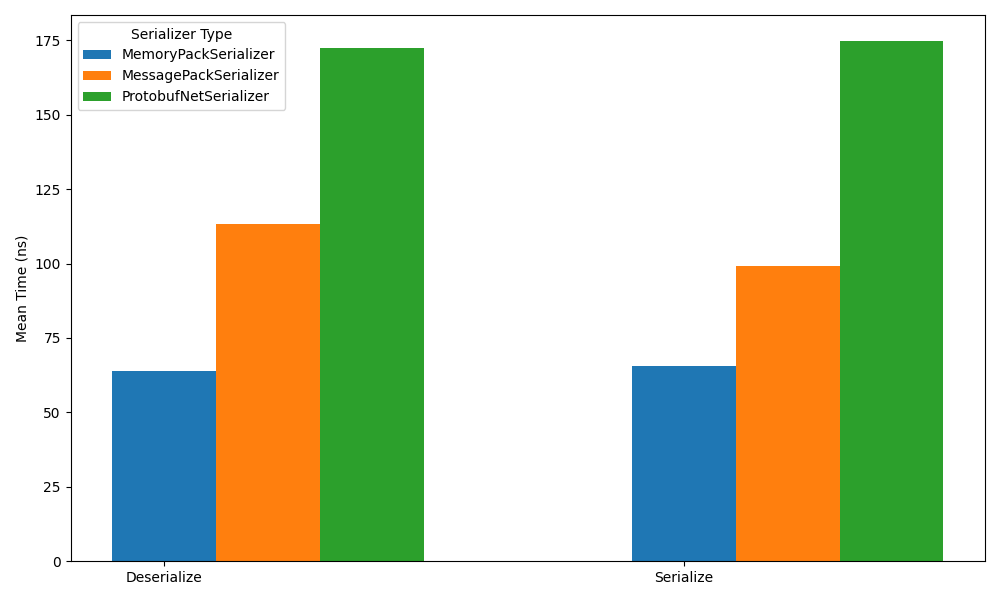 Serializer Type
MemoryPackSerializer
MessagePackSerializer
ProtobufNetSerializer
Mean Time (ns)
175
150
125
100
75
50
25
0
Deserialize
Serialize